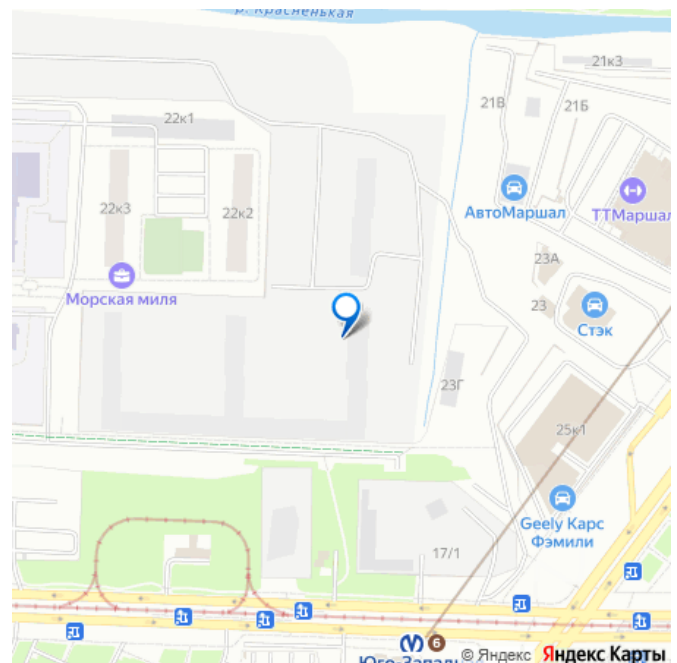 р. Красненькая
21к3
22к1
21В
21Б
22к3
22к2
АвтоМаршал
ТТМаршал
23А
Морская миля
23
Стэк
23Г
25к1
Geely Карс
Фэмили
17/1
6
© Яндекс Яндекс Карты